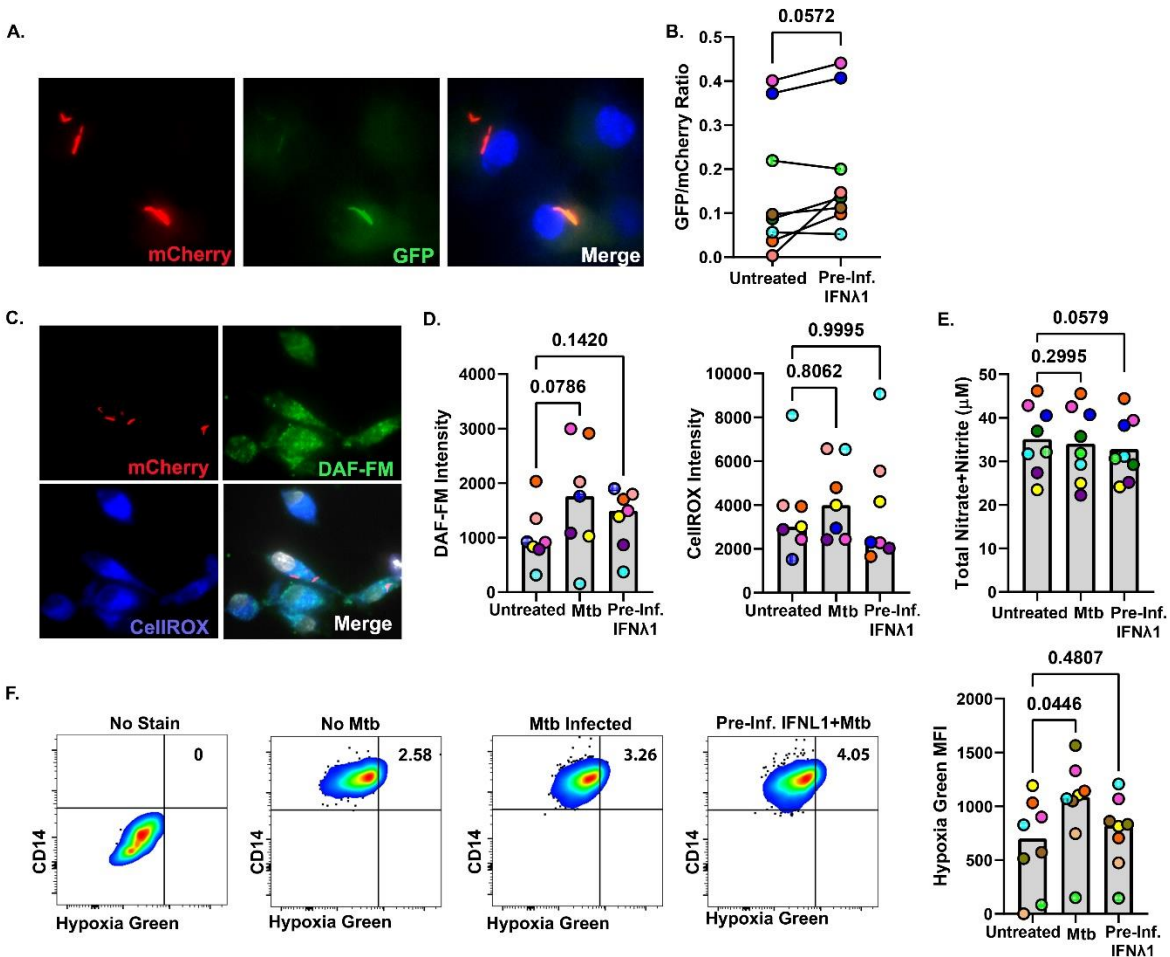 A.
mCherry
GFP
Merge
B.
0.0572
GFP/mCherry Ratio
0.5
0.4
0.3
0.2
0.1
0.0
Untreated
Pre-Inf.
IFNλ1
C.
mCherry
DAF-FM
CellROX
Merge
D.
0.1420
0.0786
DAF-FM Intensity
4000
3000
2000
1000
0
Untreated
Mtb
Pre-Inf.
IFNλ1
0.9995
0.8062
CellROX Intensity
10000
8000
6000
4000
2000
0
Untreated
Mtb
Pre-Inf.
IFNλ1
E.
0.0579
0.2995
Total Nitrate+Nitrite (µM)
50
40
30
20
10
0
Untreated
Mtb
Pre-Inf.
IFNλ1
F.
No Stain
0
CD14
Hypoxia Green
No Mtb
2.58
CD14
Hypoxia Green
Mtb Infected
3.26
CD14
Hypoxia Green
Pre-Inf. IFNL1+Mtb
4.05
CD14
Hypoxia Green
0.4807
0.0446
Hypoxia Green MFI
2000
1500
1000
500
0
Untreated
Mtb
Pre-Inf.
IFNλ1